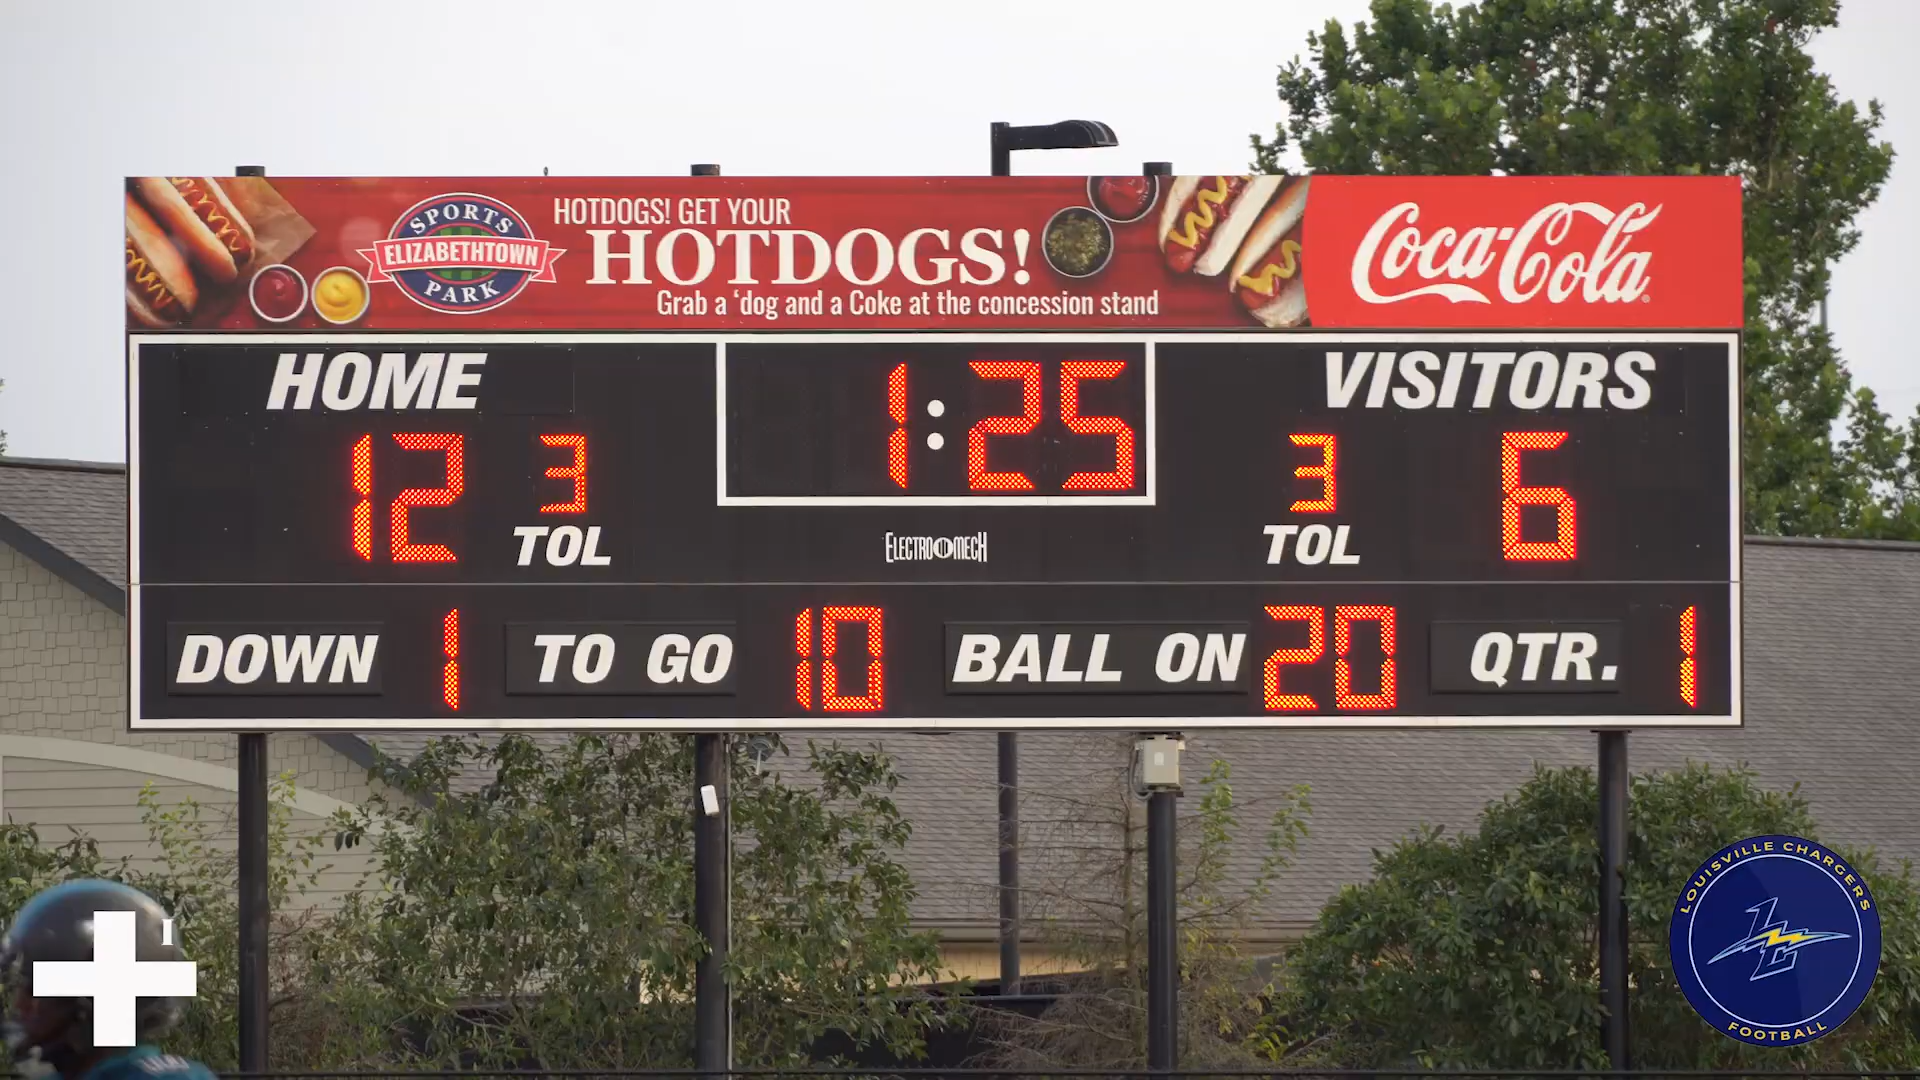 SPORTS
ELIZABETHTOWN
PARK
HOTDOGS! GET YOUR
HOTDOGS!
Grab a 'dog and a Coke at the concession stand
Coca-Cola
HOME
1:25
VISITORS
12 3
3 6
TOL
TOL
ELECTRO MECH
DOWN 1 TO GO 10 BALL ON 20 QTR. 1
LOUISVILLE CHARGERS
LC
FOOTBALL